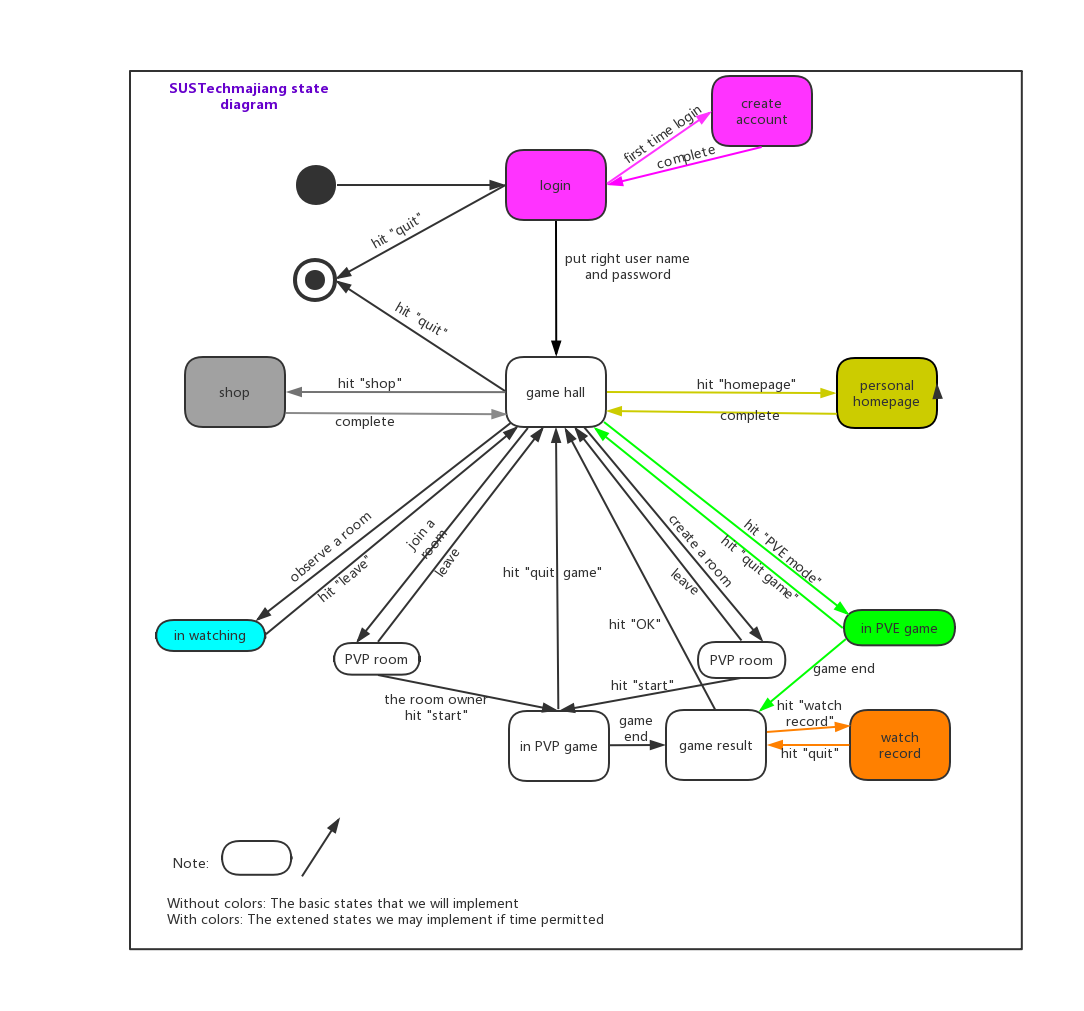 SUSTechmajiang state
diagram
create
account
first time login
complete
login
hit "quit"
put right user name
and password
hit "quit"
shop
hit "shop"
complete
game hall
hit "homepage"
complete
personal
homepage
observe a room
hit "leave"
join a
room
leave
hit "quit game"
create a room
leave
hit "PVE mode"
hit "quit game"
hit "OK"
in watching
PVP room
PVP room
in PVE game
the room owner
hit "start"
hit "start"
game end
in PVP game
game
end
game result
hit "watch
record"
hit "quit"
watch
record
Note:
Without colors: The basic states that we will implement
With colors: The extened states we may implement if time permitted